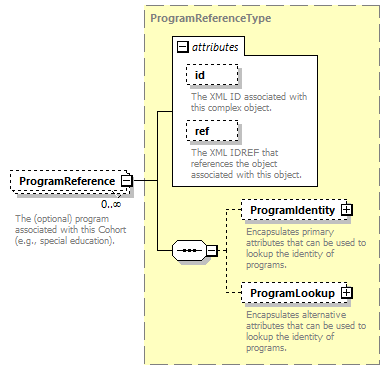 ProgramReferenceType
attributes
id
The XML ID associated with
this complex object.
ref
The XML IDREF that
references the object
associated with this object.
ProgramReference
0..∞
The (optional) program
associated with this Cohort
(e.g., special education).
ProgramIdentity
Encapsulates primary
attributes that can be used to
lookup the identity of
programs.
ProgramLookup
Encapsulates alternative
attributes that can be used to
lookup the identity of
programs.